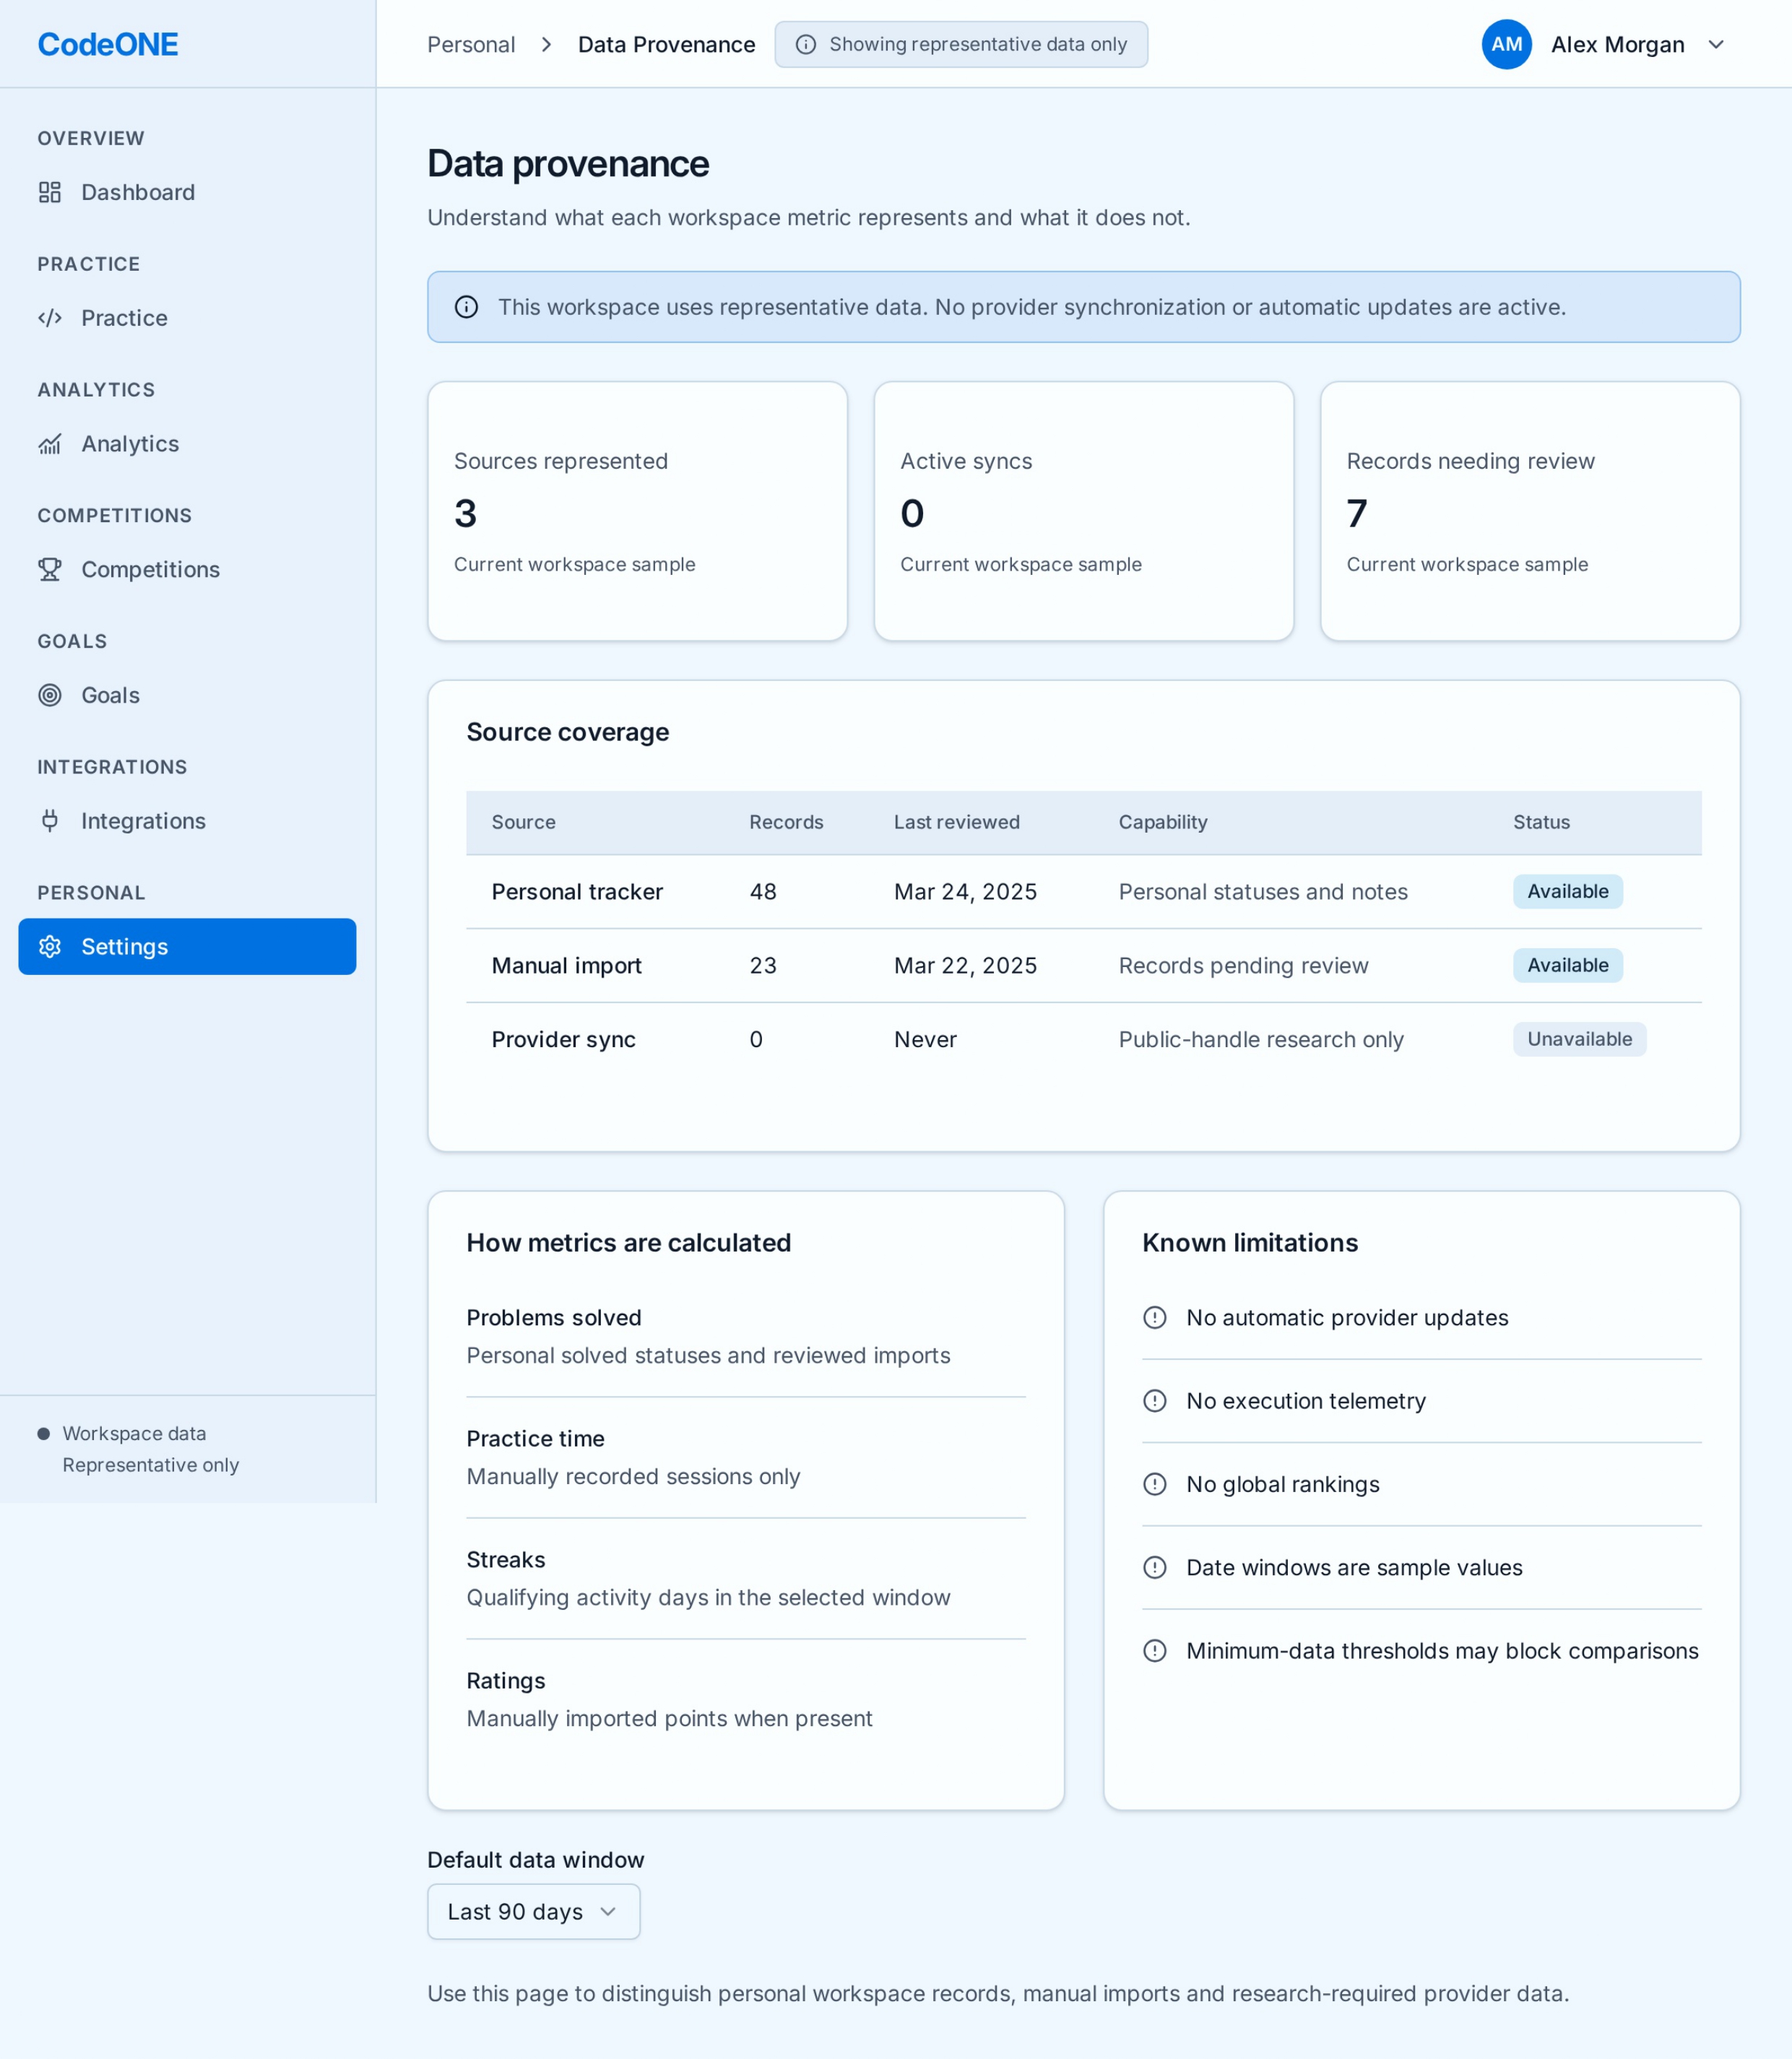 CodeONE
Personal > Data Provenance
Showing representative data only
AM Alex Morgan
OVERVIEW
Dashboard
PRACTICE
Practice
ANALYTICS
Analytics
COMPETITIONS
Competitions
GOALS
Goals
INTEGRATIONS
Integrations
PERSONAL
Settings
Workspace data
Representative only
Data provenance
Understand what each workspace metric represents and what it does not.
This workspace uses representative data. No provider synchronization or automatic updates are active.
Sources represented
3
Current workspace sample
Active syncs
0
Current workspace sample
Records needing review
7
Current workspace sample
Source coverage
Source Records Last reviewed Capability Status
Personal tracker 48 Mar 24, 2025 Personal statuses and notes Available
Manual import 23 Mar 22, 2025 Records pending review Available
Provider sync 0 Never Public-handle research only Unavailable
How metrics are calculated
Problems solved
Personal solved statuses and reviewed imports
Practice time
Manually recorded sessions only
Streaks
Qualifying activity days in the selected window
Ratings
Manually imported points when present
Known limitations
No automatic provider updates
No execution telemetry
No global rankings
Date windows are sample values
Minimum-data thresholds may block comparisons
Default data window
Last 90 days
Use this page to distinguish personal workspace records, manual imports and research-required provider data.